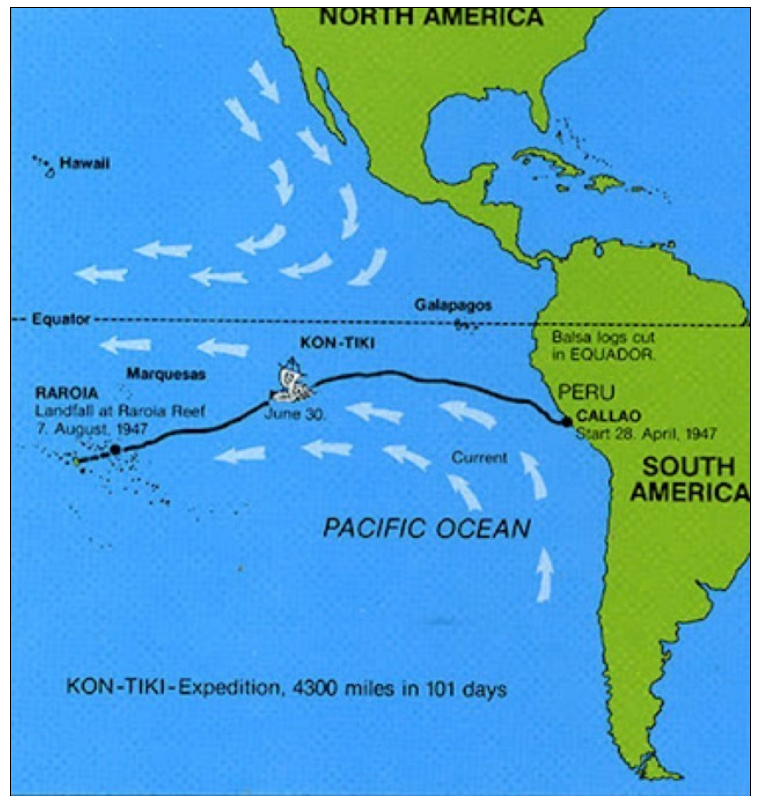 NORTH AMERICA
Hawaii
Equator
Galapagos
KON-TIKI
Balsa logs cut
in EQUADOR.
Marquesas
RAROIA
Landfall at Raroia Reef
7. August, 1947
June 30.
PERU
CALLAO
Start 28. April, 1947
Current
SOUTH
AMERICA
PACIFIC OCEAN
KON-TIKI-Expedition, 4300 miles in 101 days